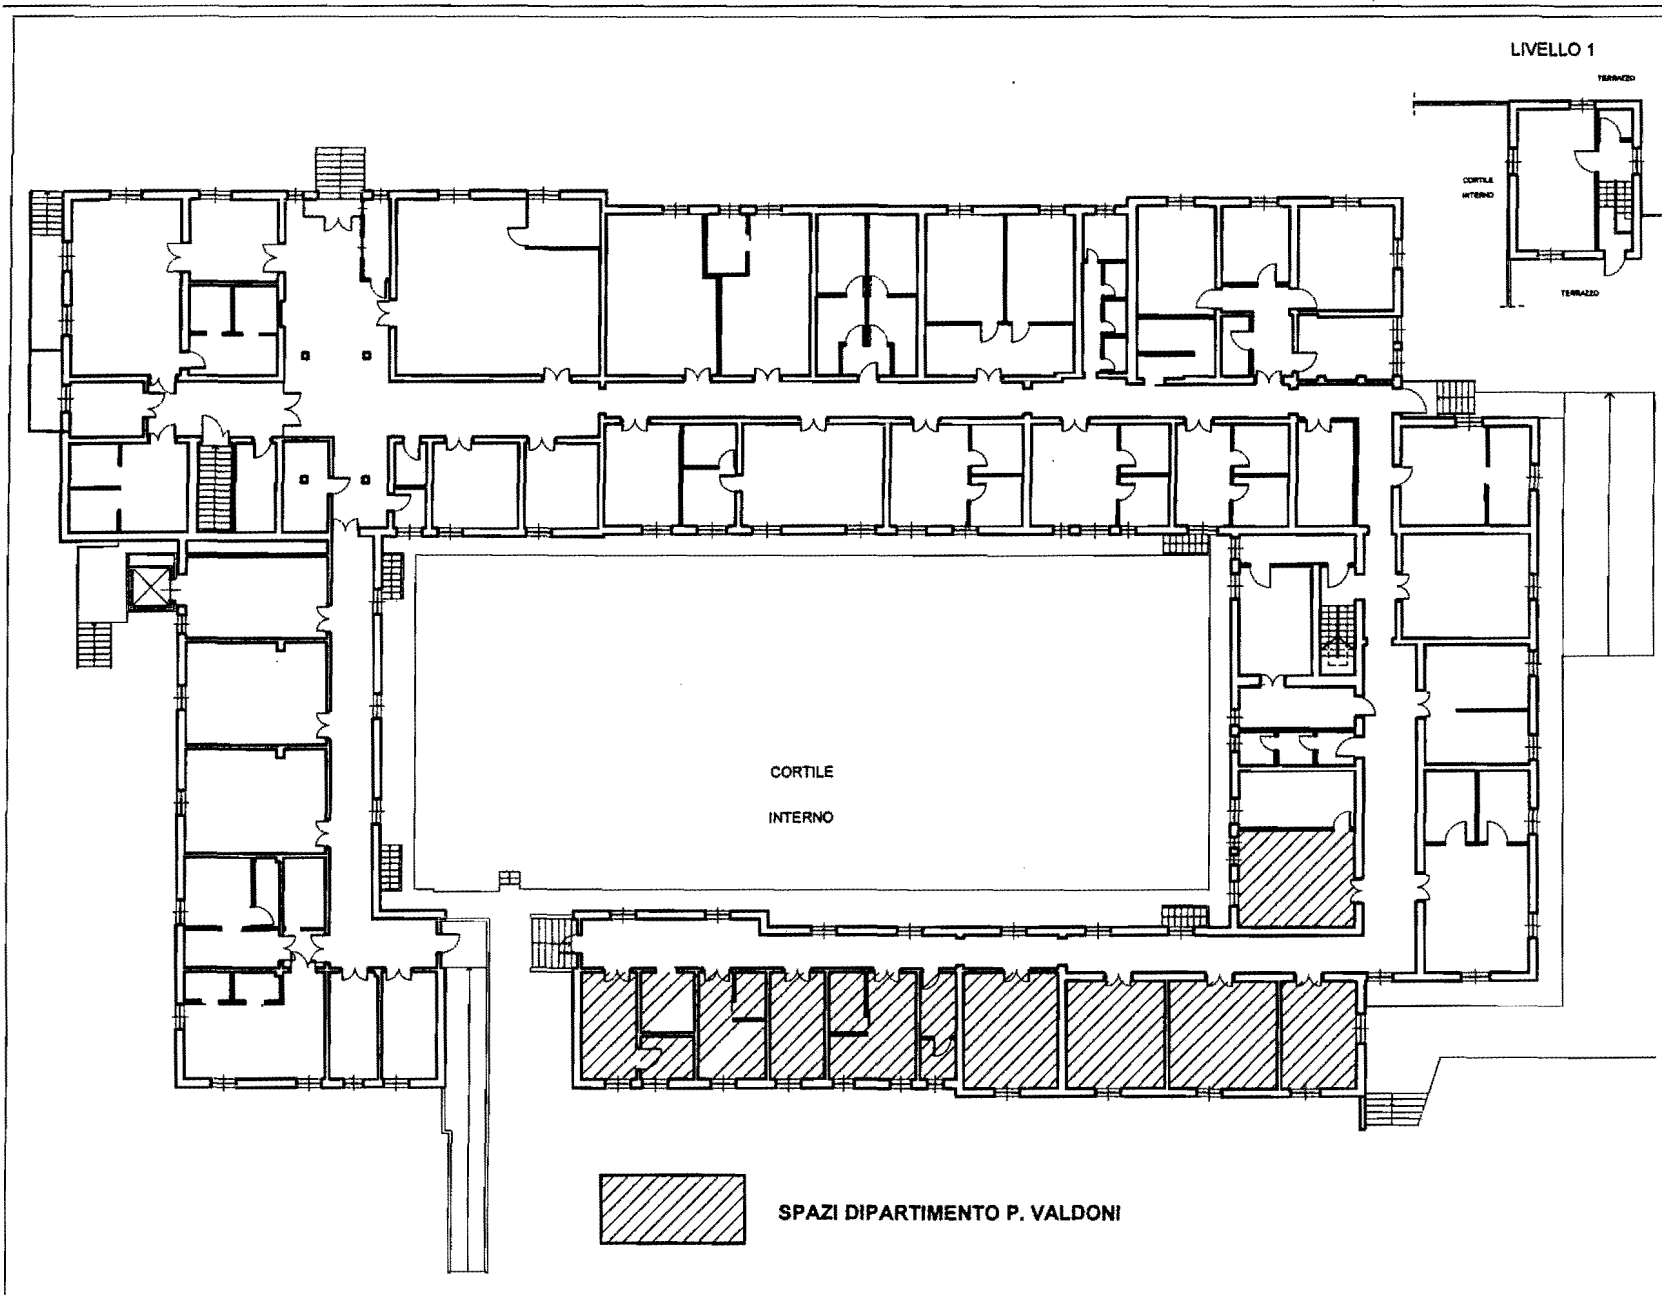 LIVELLO 1
TERRAZZO
CORTILE
INTERNO
TERRAZZO
CORTILE
INTERNO
SPAZI DIPARTIMENTO P. VALDONI